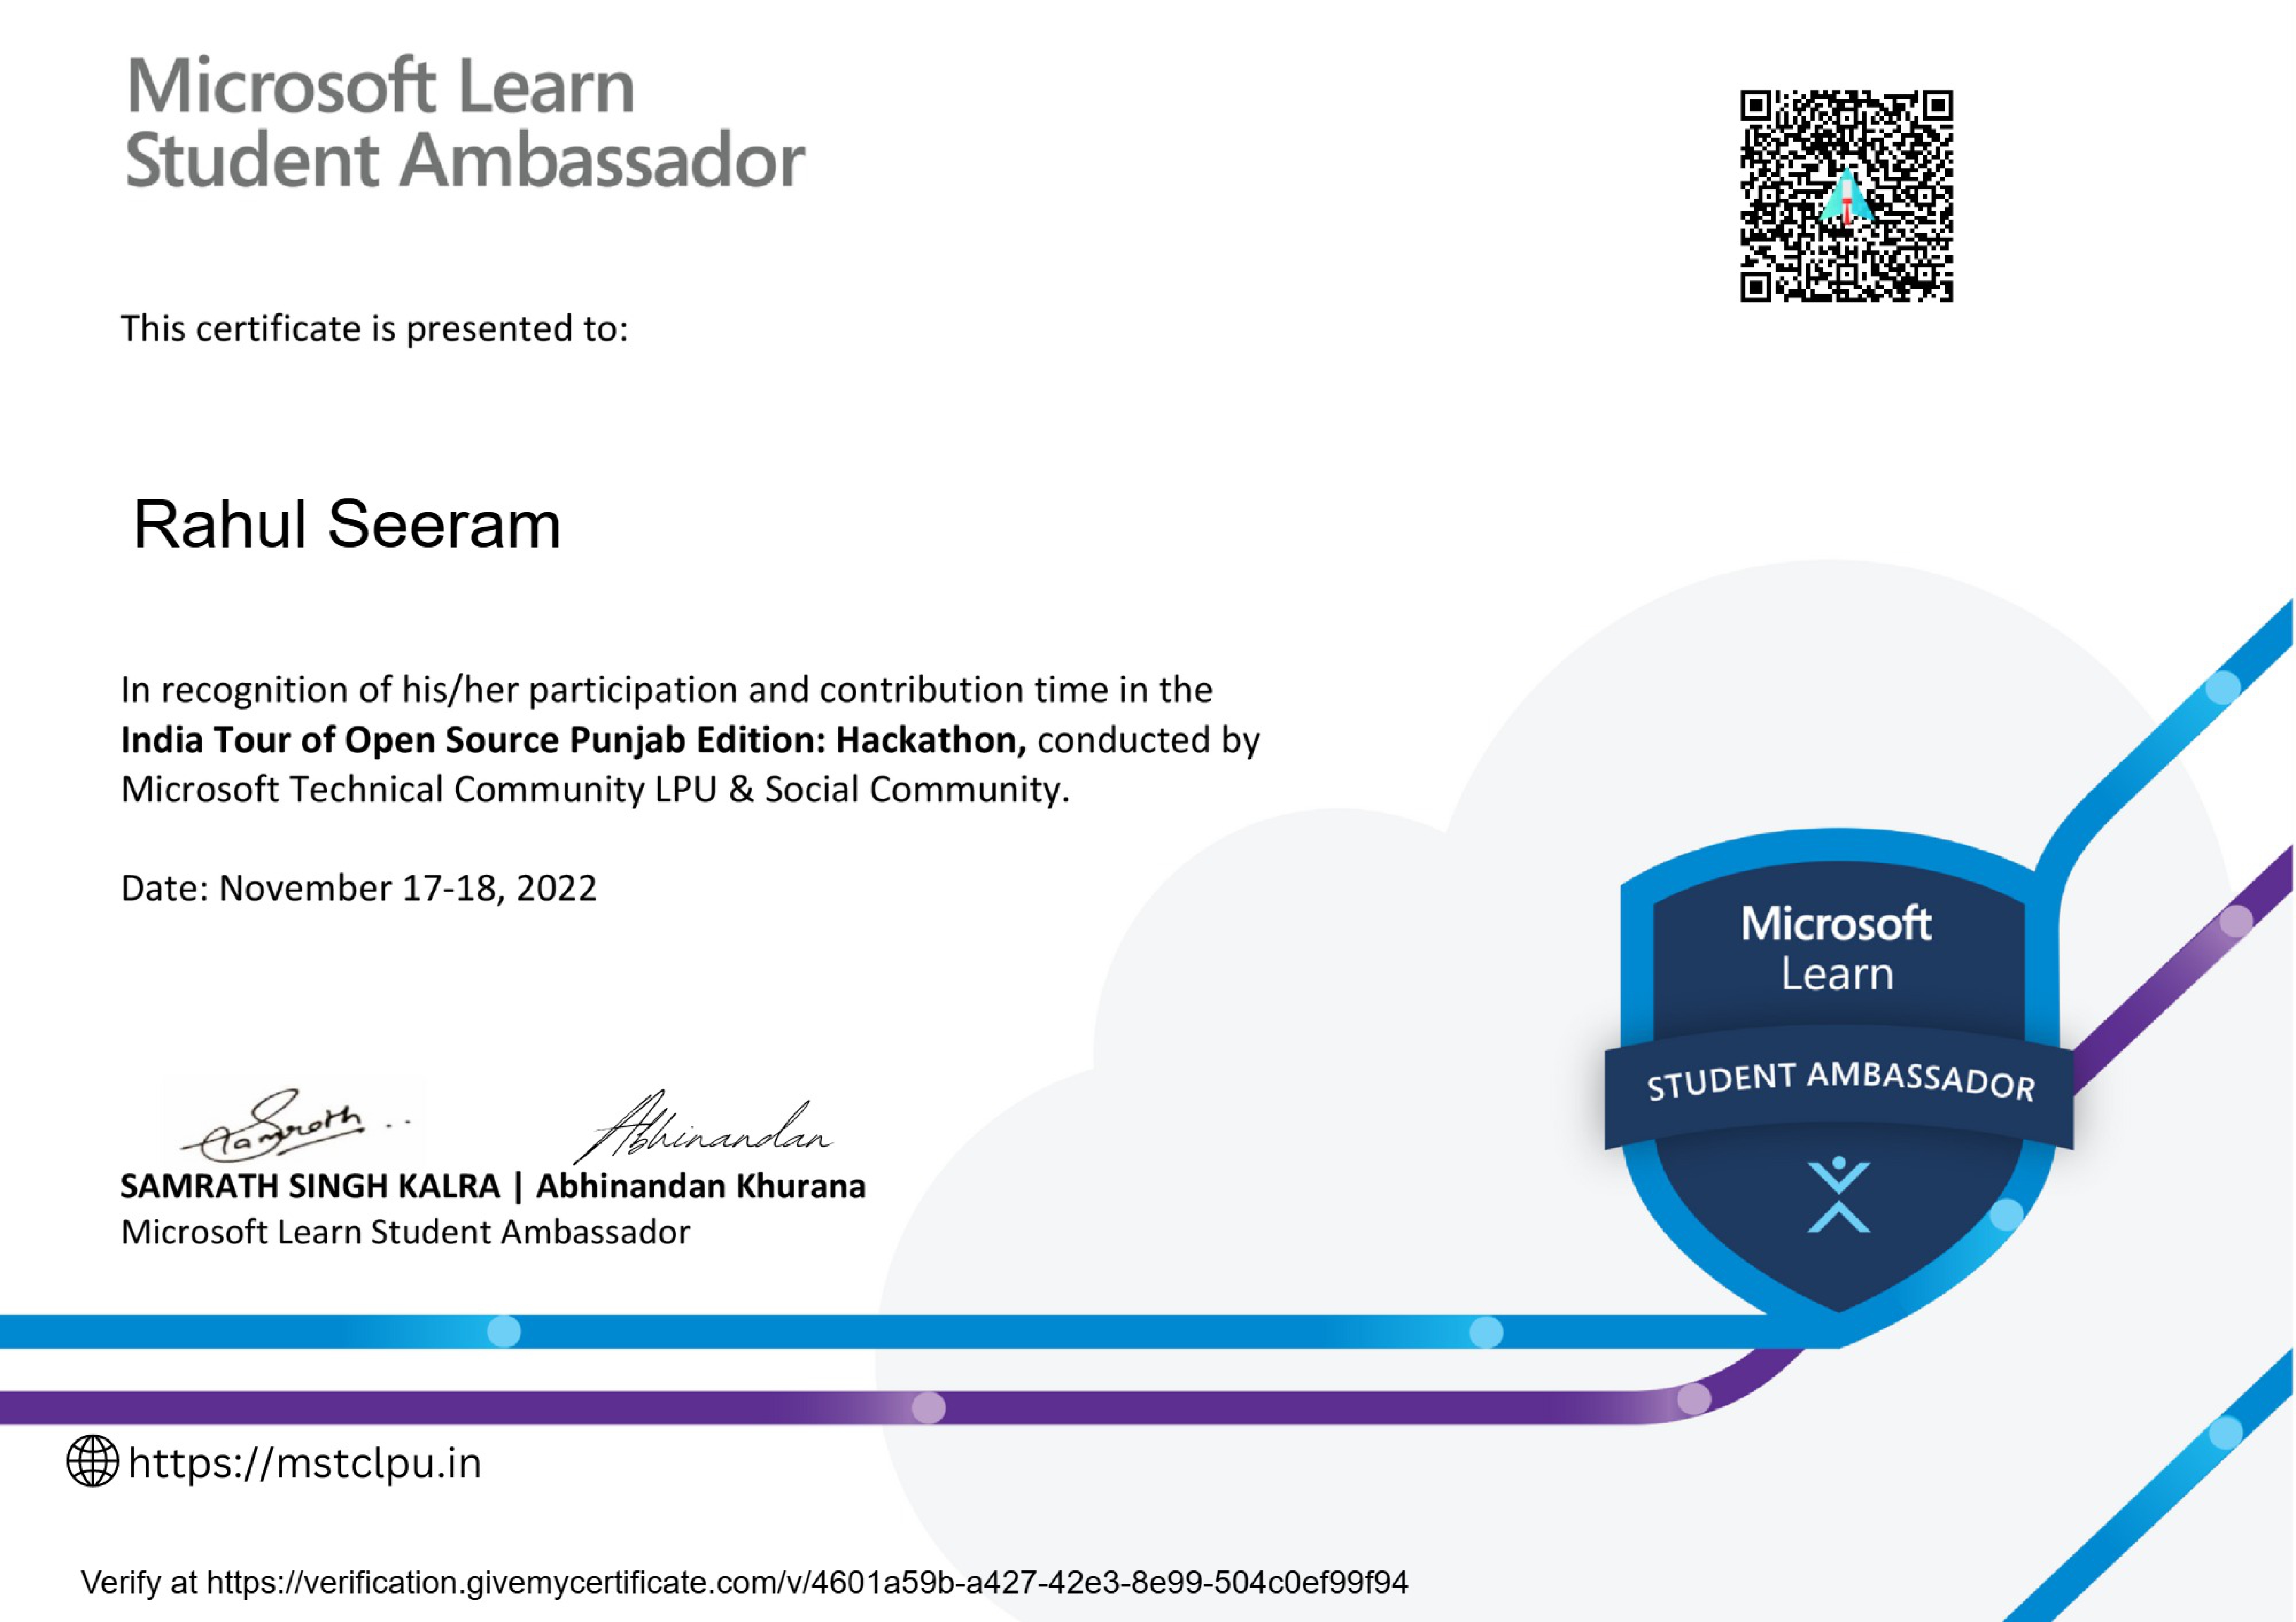 Microsoft Learn
Student Ambassador
This certificate is presented to:
Rahul Seeram
In recognition of his/her participation and contribution time in the
India Tour of Open Source Punjab Edition: Hackathon, conducted by
Microsoft Technical Community LPU & Social Community.
Date: November 17-18, 2022
Samrath ..
Abhinandan
SAMRATH SINGH KALRA | Abhinandan Khurana
Microsoft Learn Student Ambassador
Microsoft
Learn
STUDENT AMBASSADOR
https://mstclpu.in
Verify at https://verification.givemycertificate.com/v/4601a59b-a427-42e3-8e99-504c0ef99f94